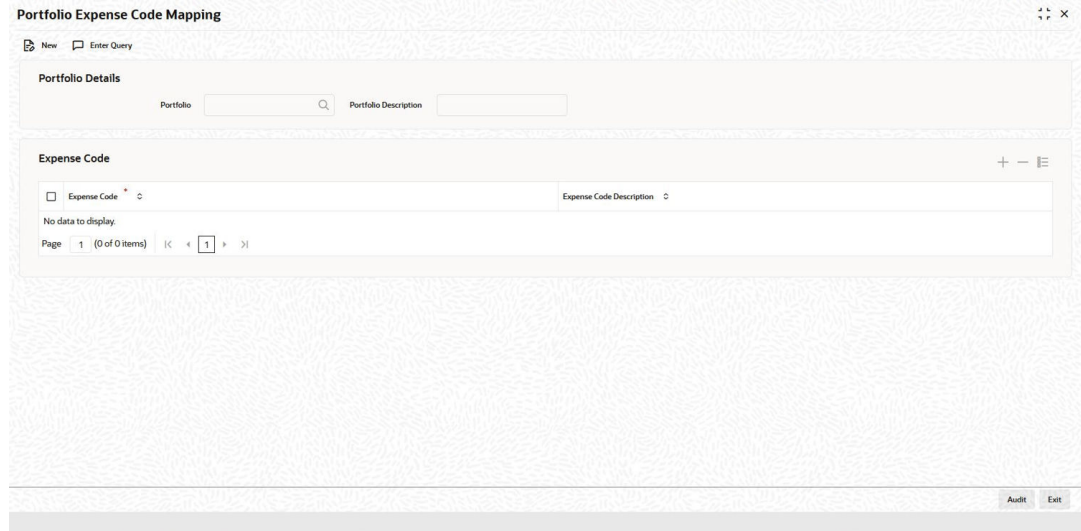 Portfolio Expense Code Mapping
New Enter Query
Portfolio Details
Portfolio Portfolio Description
Expense Code
Expense Code * Expense Code Description
No data to display.
Page 1 (0 of 0 items) 1
Audit Exit